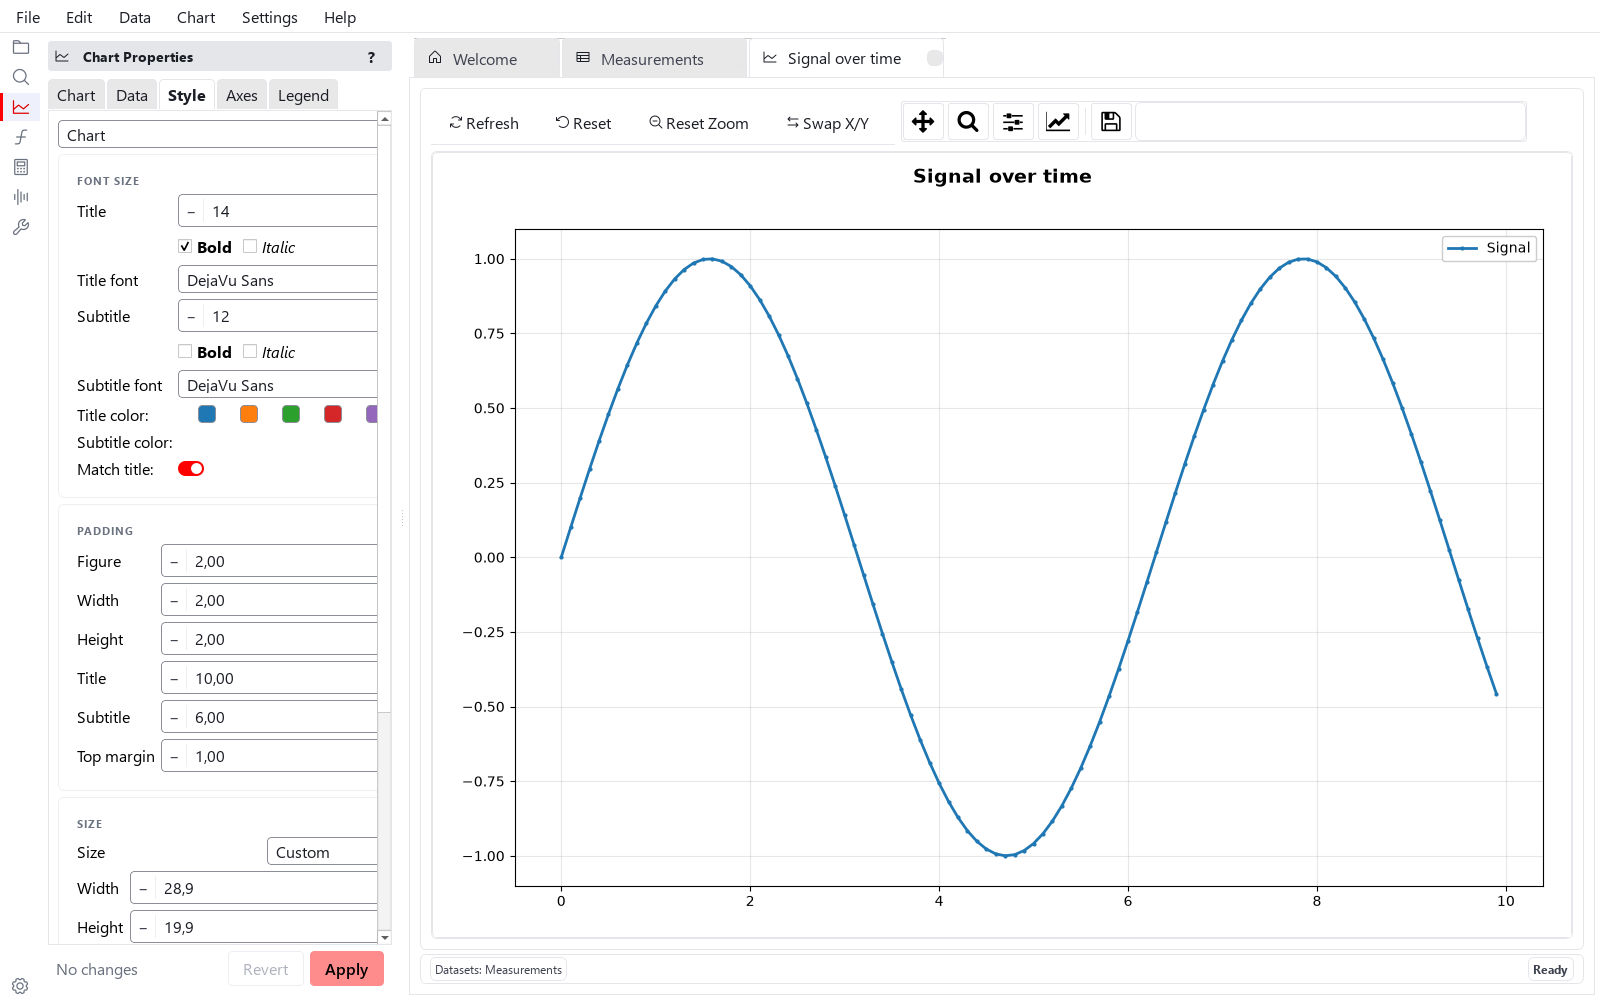 File Edit Data Chart Settings Help
Chart Properties ?
Welcome Measurements Signal over time
Chart Data Style Axes Legend
Chart
FONT SIZE
Title – 14
Bold Italic
Title font DejaVu Sans
Subtitle – 12
Bold Italic
Subtitle font DejaVu Sans
Title color:
Subtitle color:
Match title:
PADDING
Figure – 2,00
Width – 2,00
Height – 2,00
Title – 10,00
Subtitle – 6,00
Top margin – 1,00
SIZE
Size Custom
Width – 28,9
Height – 19,9
No changes Revert Apply
Refresh Reset Reset Zoom Swap X/Y
Signal over time
Signal
1.00
0.75
0.50
0.25
0.00
−0.25
−0.50
−0.75
−1.00
0 2 4 6 8 10
Datasets: Measurements Ready